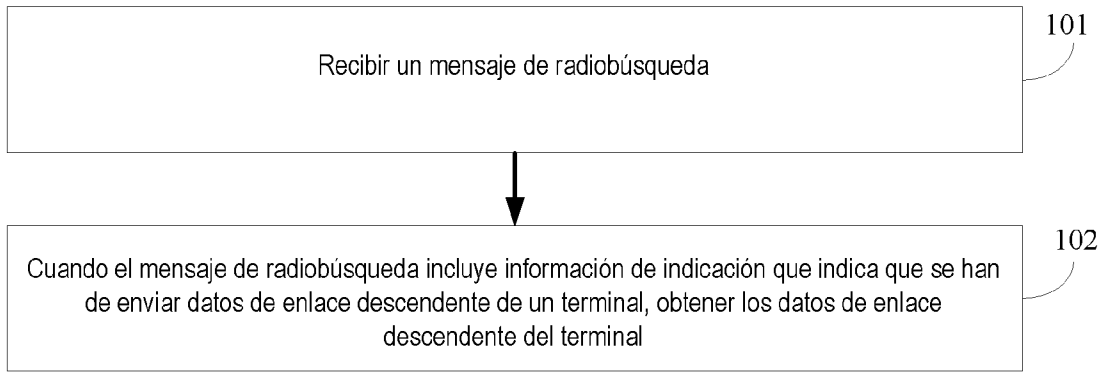 101
Recibir un mensaje de radiobúsqueda
102
Cuando el mensaje de radiobúsqueda incluye información de indicación que indica que se han
de enviar datos de enlace descendente de un terminal, obtener los datos de enlace
descendente del terminal